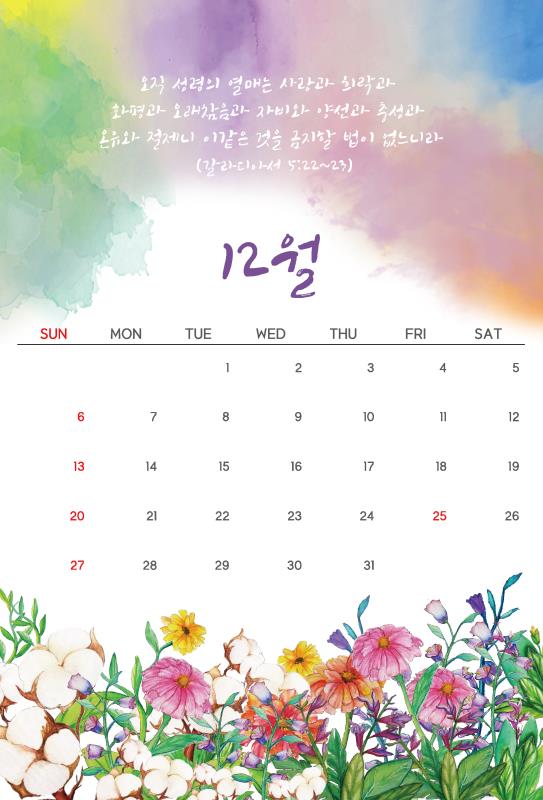 오직 성령의 열매는 사랑과 희락과
화평과 오래참음과 자비와 양선과 충성과
온유와 절제니 이같은 것을 금지할 법이 없느니라
(갈라디아서 5:22~23)
12월
SUN MON TUE WED THU FRI SAT
1 2 3 4 5
6 7 8 9 10 11 12
13 14 15 16 17 18 19
20 21 22 23 24 25 26
27 28 29 30 31